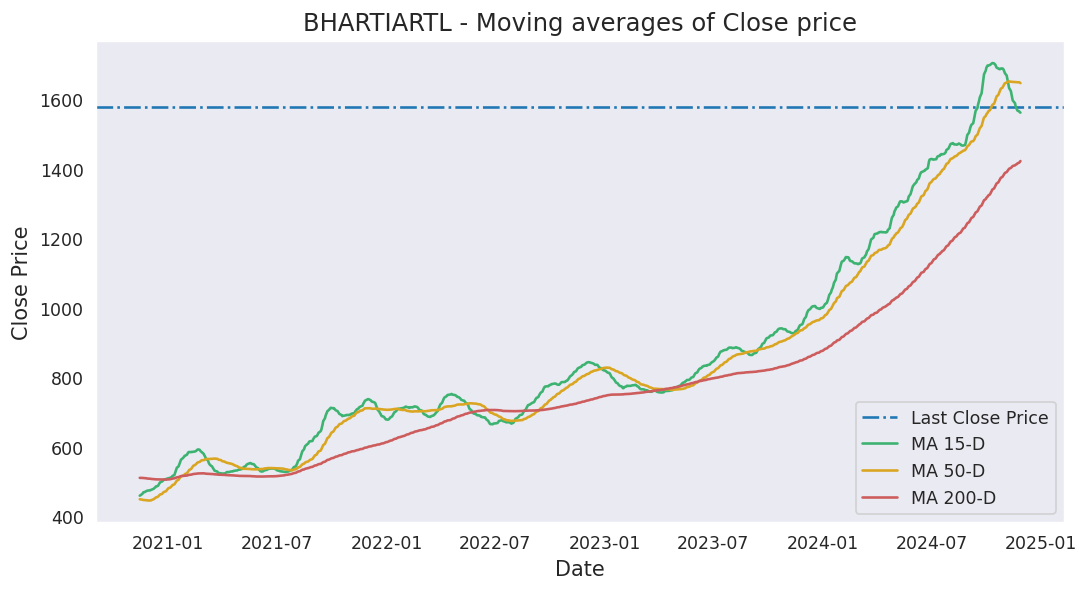 BHARTIARTL - Moving averages of Close price
Close Price
1600
1400
1200
1000
800
600
400
Last Close Price
MA 15-D
MA 50-D
MA 200-D
2021-01 2021-07 2022-01 2022-07 2023-01 2023-07 2024-01 2024-07 2025-01
Date